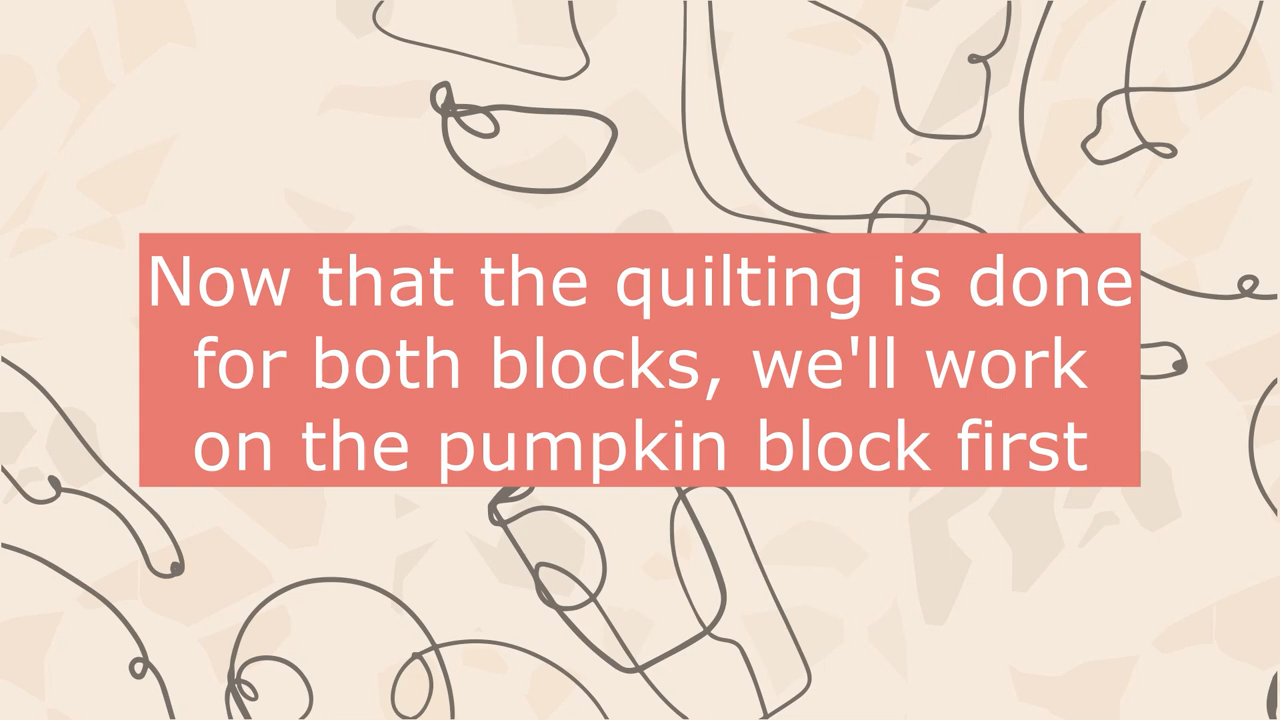 Now that the quilting is done
for both blocks, we'll work
on the pumpkin block first